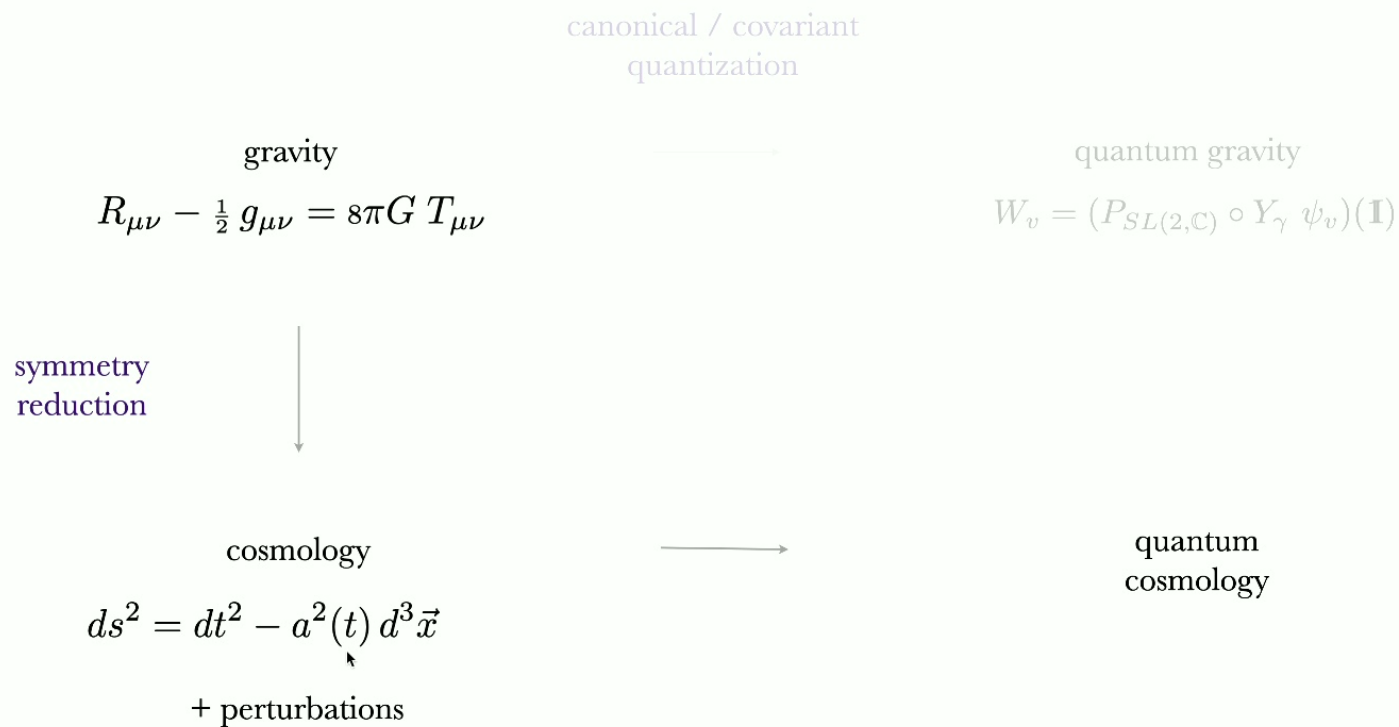 canonical / covariant
quantization
gravity
quantum gravity
R_{μν} − ½ g_{μν} = 8πG T_{μν}
W_v = (P_{SL(2,ℂ)} ∘ Y_γ ψ_v)(𝟙)
symmetry
reduction
cosmology
quantum
cosmology
ds² = dt² − a²(t) d³x⃗
+ perturbations